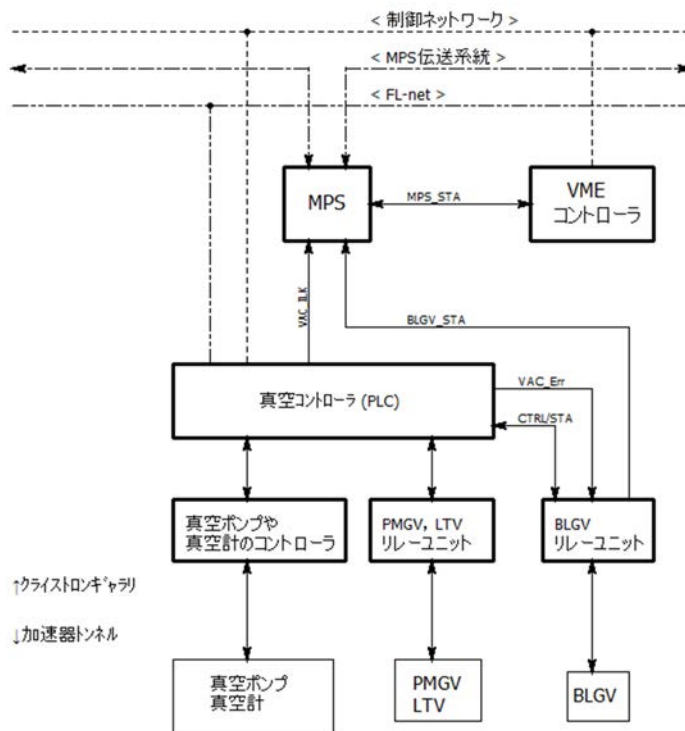 < 制御ネットワーク >
< MPS伝送系統 >
< FL-net >
MPS
MPS_STA
VME
コントローラ
BLGV_STA
真空コントローラ (PLC)
VAC_Err
CTRL/STA
真空ポンプや
真空計のコントローラ
PMGV, LTV
リレーユニット
BLGV
リレーユニット
↑クライストロンギャラリ
↓加速器トンネル
真空ポンプ
真空計
PMGV
LTV
BLGV